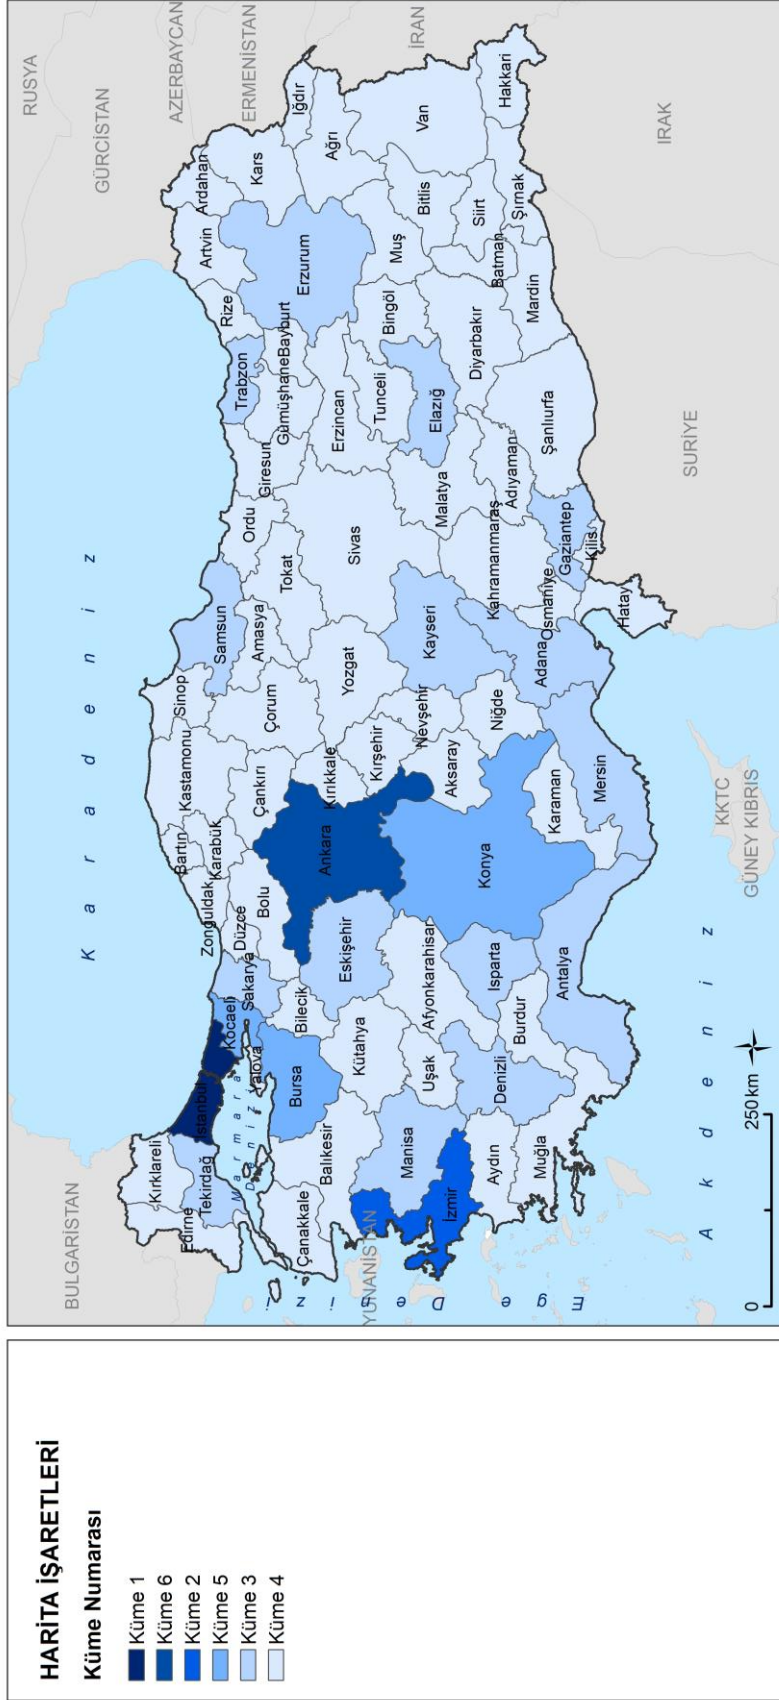 HARİTA İŞARETLERİ
Küme Numarası
Küme 1
Küme 6
Küme 2
Küme 5
Küme 3
Küme 4
RUSYA
GÜRCİSTAN
AZERBAYCAN
ERMENİSTAN
İRAN
IRAK
SURİYE
KKTC
GÜNEY KIBRIS
YUNANİSTAN
BULGARİSTAN
Karadeniz
Marmara
Denizi
Ege Denizi
Akdeniz
Kırklareli
Edirne
Tekirdağ
İstanbul
Kocaeli
Yalova
Sakarya
Düzce
Bolu
Zonguldak
Bartın
Karabük
Kastamonu
Sinop
Çankırı
Çorum
Samsun
Amasya
Tokat
Ordu
Giresun
Trabzon
Gümüşhane
Bayburt
Rize
Artvin
Ardahan
Kars
Iğdır
Ağrı
Erzurum
Erzincan
Tunceli
Bingöl
Muş
Bitlis
Van
Hakkari
Şırnak
Siirt
Batman
Mardin
Diyarbakır
Elazığ
Malatya
Adıyaman
Şanlıurfa
Gaziantep
Kilis
Kahramanmaraş
Osmaniye
Hatay
Adana
Kayseri
Sivas
Yozgat
Kırıkkale
Kırşehir
Nevşehir
Niğde
Aksaray
Ankara
Konya
Karaman
Mersin
Antalya
Isparta
Burdur
Afyonkarahisar
Eskişehir
Bilecik
Bursa
Kütahya
Uşak
Denizli
Balıkesir
Çanakkale
Manisa
İzmir
Aydın
Muğla
0
250 km